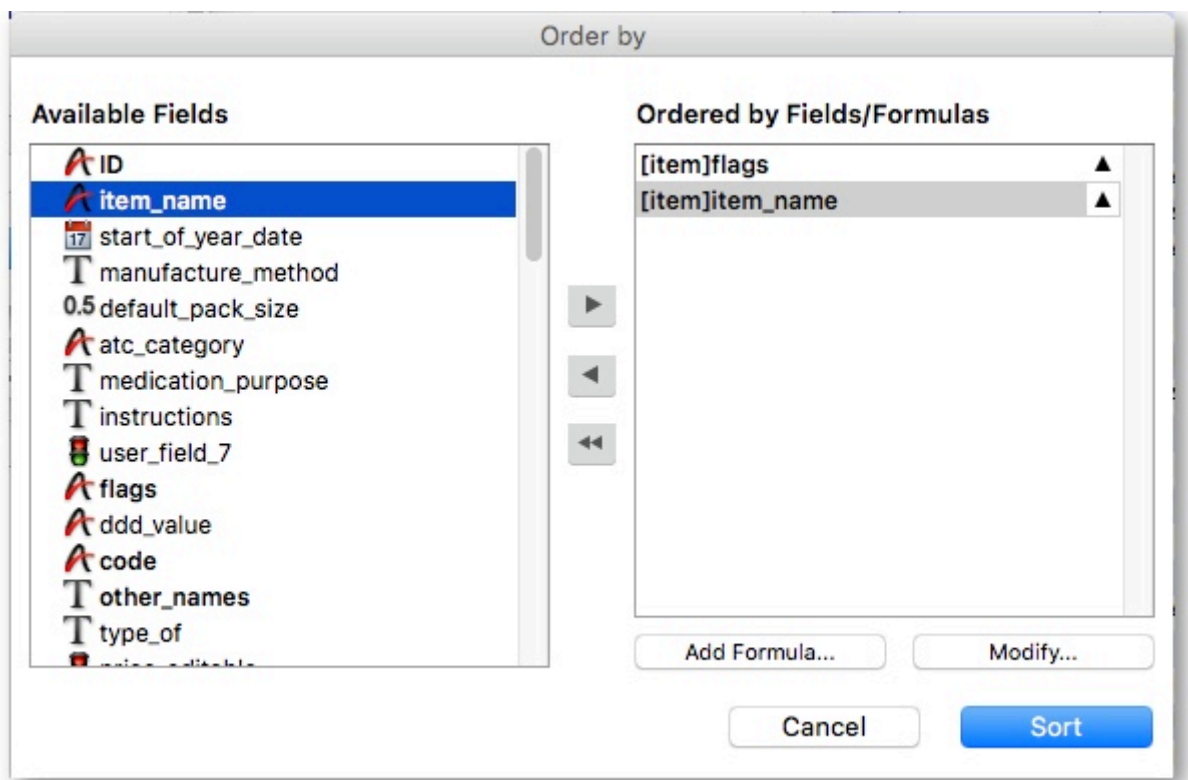 Order by
Available Fields
ID
item_name
17 start_of_year_date
T manufacture_method
0.5 default_pack_size
atc_category
T medication_purpose
T instructions
user_field_7
flags
ddd_value
code
T other_names
T type_of
Ordered by Fields/Formulas
[item]flags ▲
[item]item_name ▲
Add Formula...
Modify...
Cancel
Sort